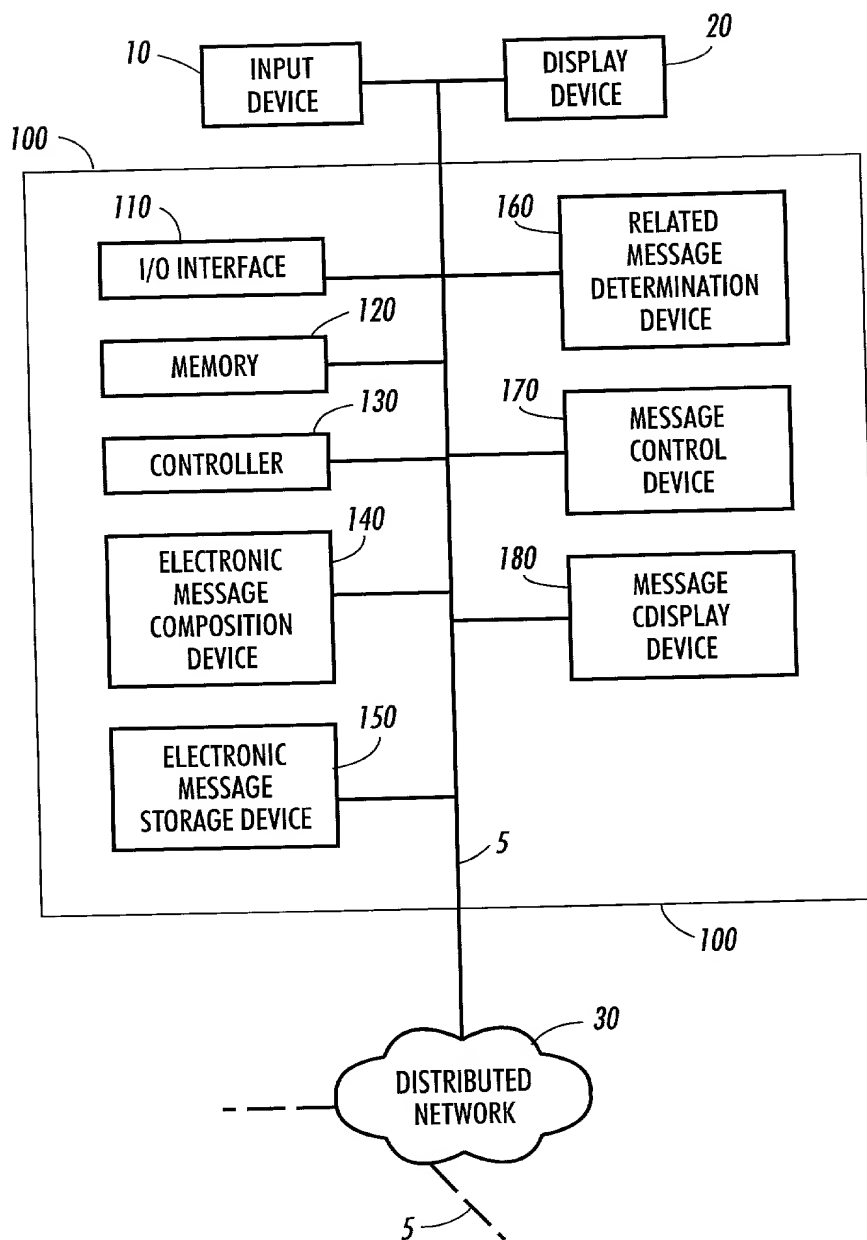 10
INPUT
DEVICE
DISPLAY
DEVICE
20
100
110
I/O INTERFACE
120
MEMORY
130
CONTROLLER
140
ELECTRONIC
MESSAGE
COMPOSITION
DEVICE
150
ELECTRONIC
MESSAGE
STORAGE DEVICE
160
RELATED
MESSAGE
DETERMINATION
DEVICE
170
MESSAGE
CONTROL
DEVICE
180
MESSAGE
CDISPLAY
DEVICE
5
100
30
DISTRIBUTED
NETWORK
5